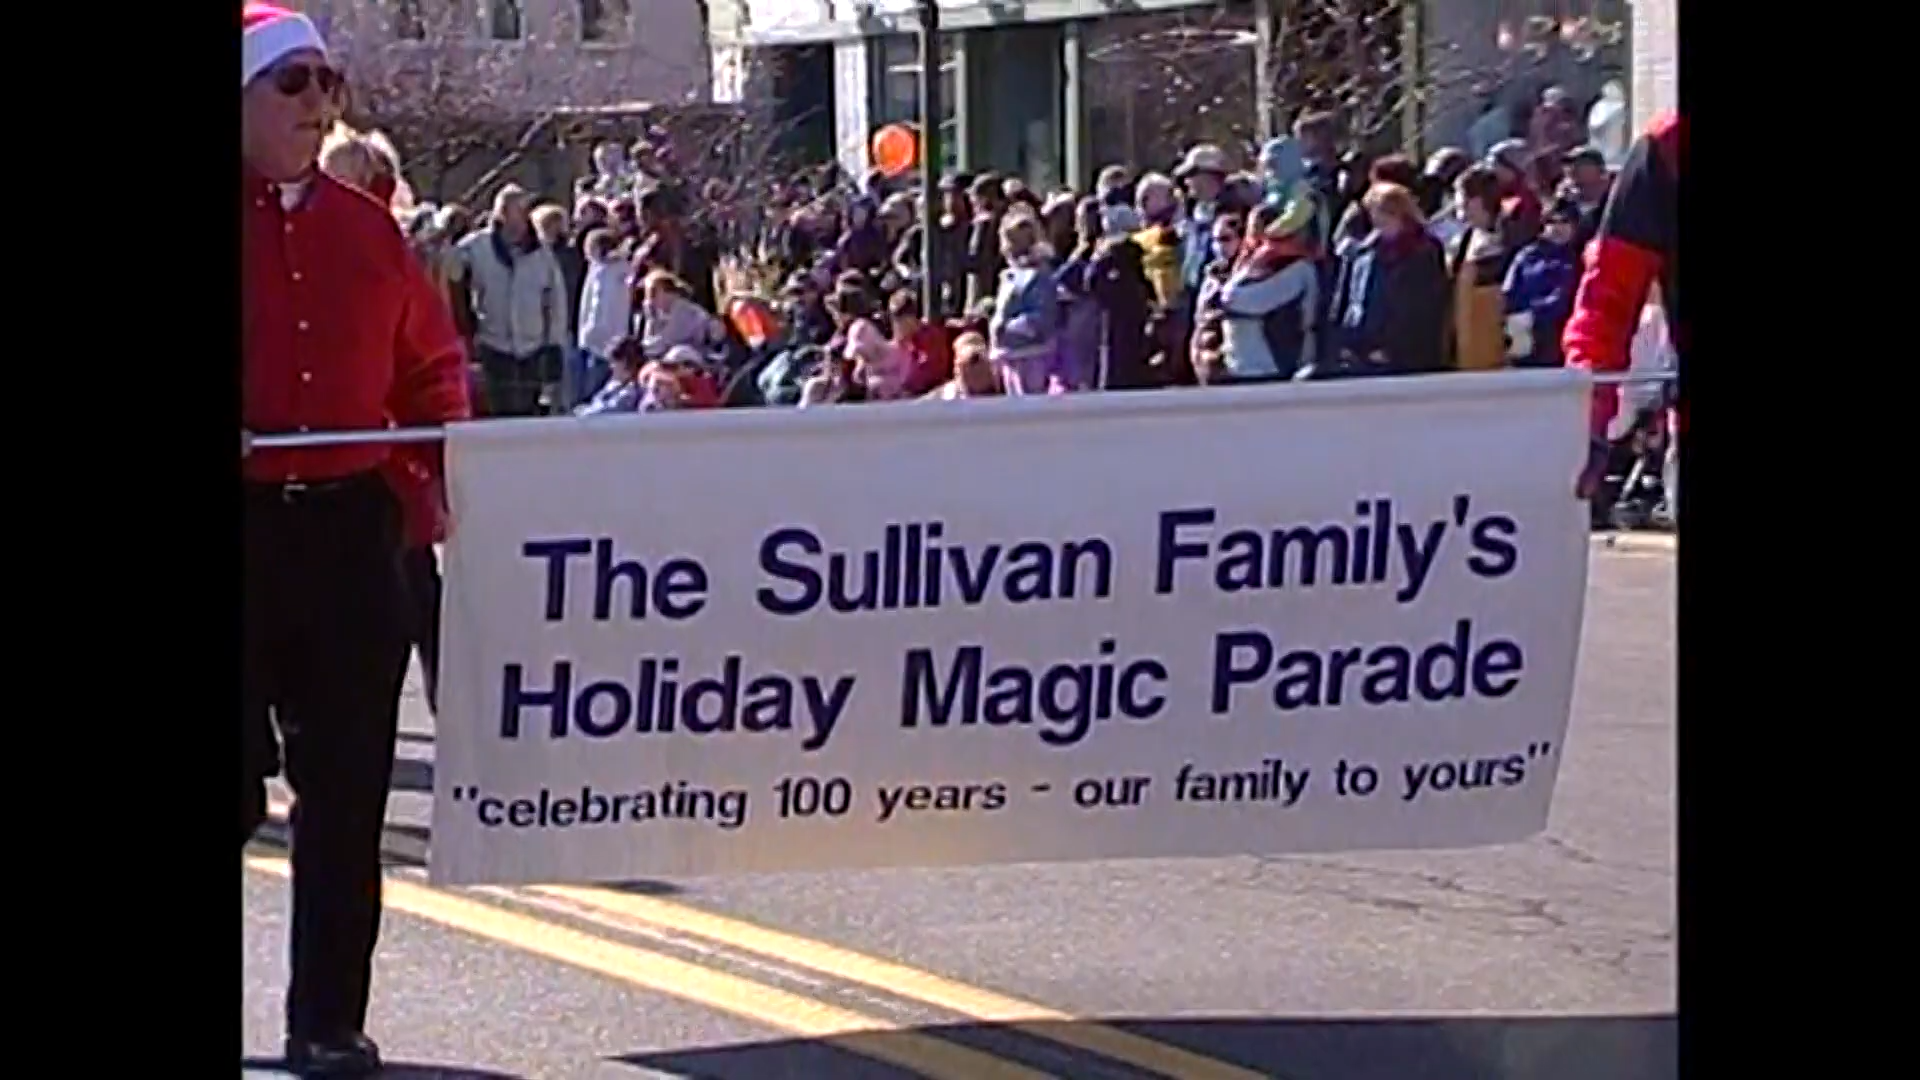 The Sullivan Family's
Holiday Magic Parade
"celebrating 100 years - our family to yours"